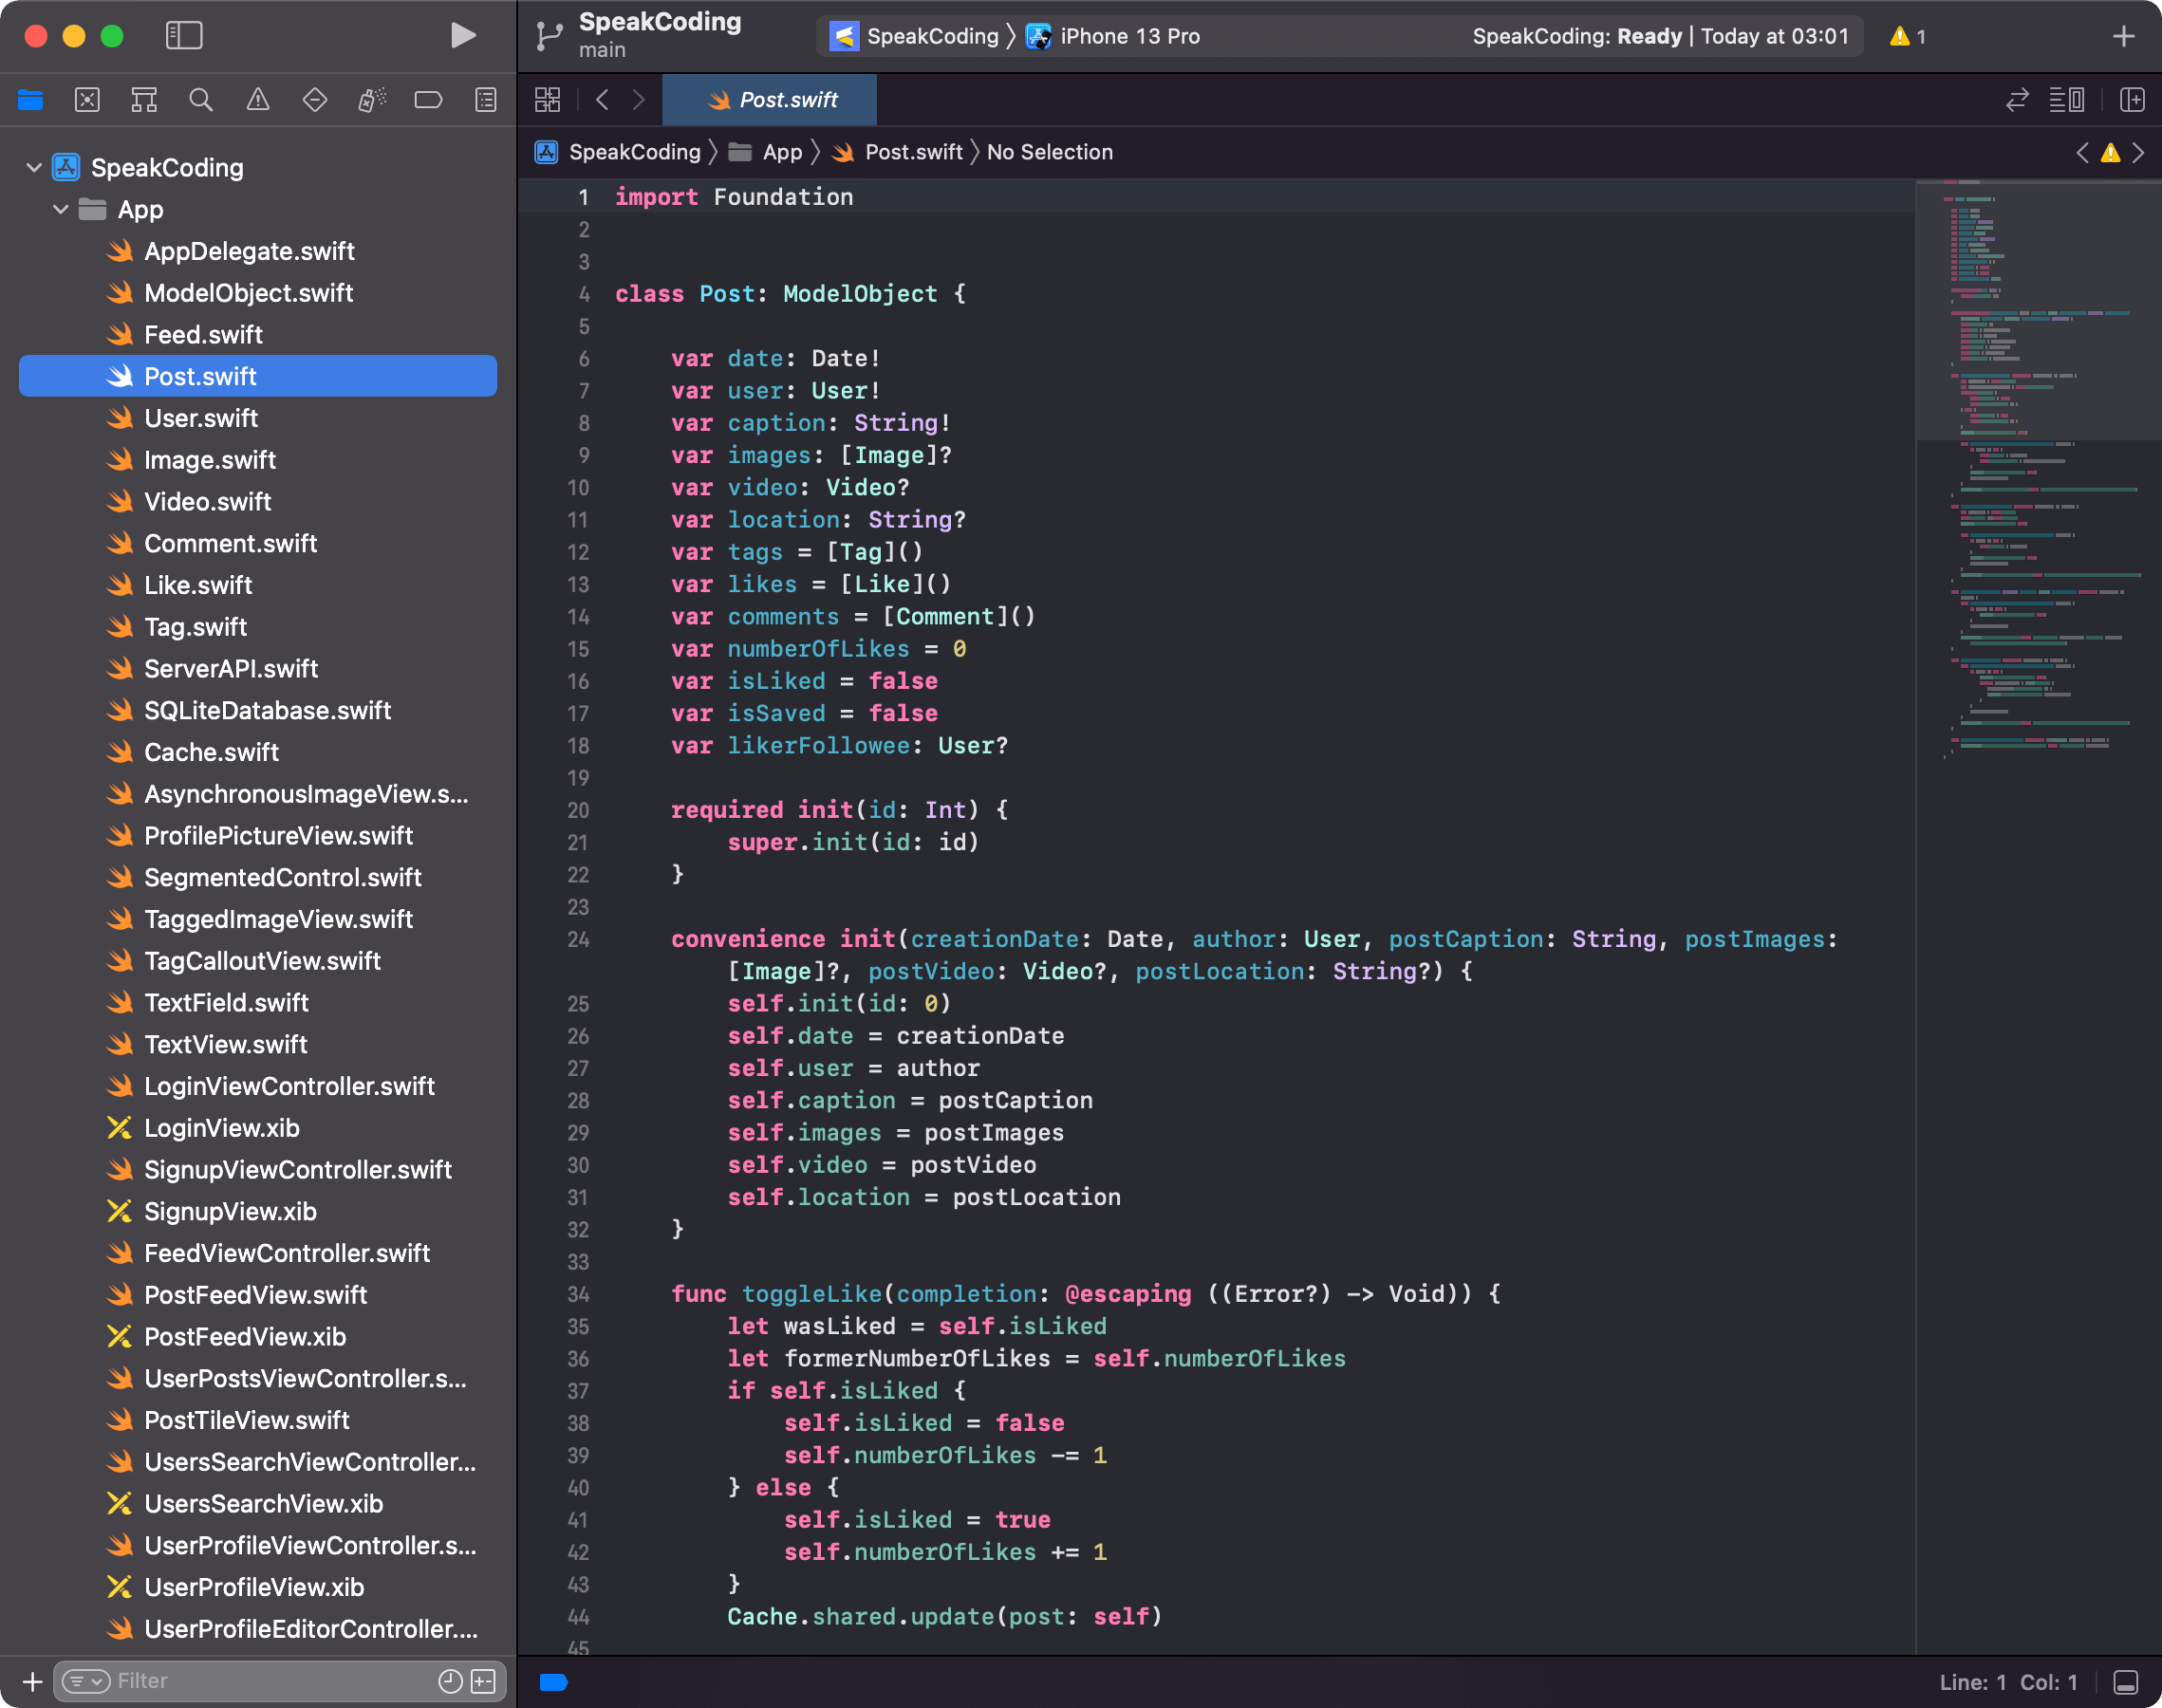 SpeakCoding
main
SpeakCoding
iPhone 13 Pro
SpeakCoding: Ready | Today at 03:01
1
Post.swift
SpeakCoding
App
Post.swift
No Selection
SpeakCoding
App
AppDelegate.swift
ModelObject.swift
Feed.swift
Post.swift
User.swift
Image.swift
Video.swift
Comment.swift
Like.swift
Tag.swift
ServerAPI.swift
SQLiteDatabase.swift
Cache.swift
AsynchronousImageView.s...
ProfilePictureView.swift
SegmentedControl.swift
TaggedImageView.swift
TagCalloutView.swift
TextField.swift
TextView.swift
LoginViewController.swift
LoginView.xib
SignupViewController.swift
SignupView.xib
FeedViewController.swift
PostFeedView.swift
PostFeedView.xib
UserPostsViewController.s...
PostTileView.swift
UsersSearchViewController...
UsersSearchView.xib
UserProfileViewController.s...
UserProfileView.xib
UserProfileEditorController....
Filter
1 import Foundation
2
3
4 class Post: ModelObject {
5
6     var date: Date!
7     var user: User!
8     var caption: String!
9     var images: [Image]?
10     var video: Video?
11     var location: String?
12     var tags = [Tag]()
13     var likes = [Like]()
14     var comments = [Comment]()
15     var numberOfLikes = 0
16     var isLiked = false
17     var isSaved = false
18     var likerFollowee: User?
19
20     required init(id: Int) {
21         super.init(id: id)
22     }
23
24     convenience init(creationDate: Date, author: User, postCaption: String, postImages:
        [Image]?, postVideo: Video?, postLocation: String?) {
25         self.init(id: 0)
26         self.date = creationDate
27         self.user = author
28         self.caption = postCaption
29         self.images = postImages
30         self.video = postVideo
31         self.location = postLocation
32     }
33
34     func toggleLike(completion: @escaping ((Error?) -> Void)) {
35         let wasLiked = self.isLiked
36         let formerNumberOfLikes = self.numberOfLikes
37         if self.isLiked {
38             self.isLiked = false
39             self.numberOfLikes -= 1
40         } else {
41             self.isLiked = true
42             self.numberOfLikes += 1
43         }
44         Cache.shared.update(post: self)
45
Line: 1 Col: 1